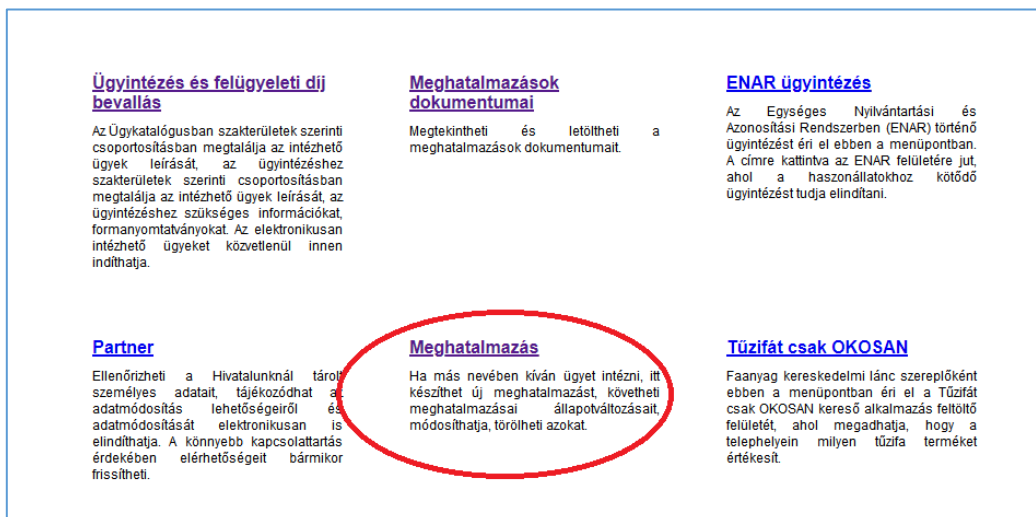 Ügyintézés és felügyeleti díj
bevallás
Az Ügykatalógusban szakterületek szerinti
csoportosításban megtalálja az intézhető
ügyek leírását, az ügyintézéshez
szakterületek szerinti csoportosításban
megtalálja az intézhető ügyek leírását, az
ügyintézéshez szükséges információkat,
formanyomtatványokat. Az elektronikusan
intézhető ügyeket közvetlenül innen
indíthatja.
Meghatalmazások
dokumentumai
Megtekintheti és letöltheti a
meghatalmazások dokumentumait.
ENAR ügyintézés
Az Egységes Nyilvántartási és
Azonosítási Rendszerben (ENAR) történő
ügyintézést éri el ebben a menüpontban.
A címre kattintva az ENAR felületére jut,
ahol a haszonállatokhoz kötődő
ügyintézést tudja elindítani.
Partner
Ellenőrizheti a Hivatalunknál tárolt
személyes adatait, tájékozódhat az
adatmódosítás lehetőségeiről és
adatmódosítását elektronikusan is
elindíthatja. A könnyebb kapcsolattartás
érdekében elérhetőségeit bármikor
frissítheti.
Meghatalmazás
Ha más nevében kíván ügyet intézni, itt
készíthet új meghatalmazást, követheti
meghatalmazásai állapotváltozásait,
módosíthatja, törölheti azokat.
Tűzifát csak OKOSAN
Faanyag kereskedelmi lánc szereplőként
ebben a menüpontban éri el a Tűzifát
csak OKOSAN kereső alkalmazás feltöltő
felületét, ahol megadhatja, hogy a
telephelyein milyen tűzifa terméket
értékesít.